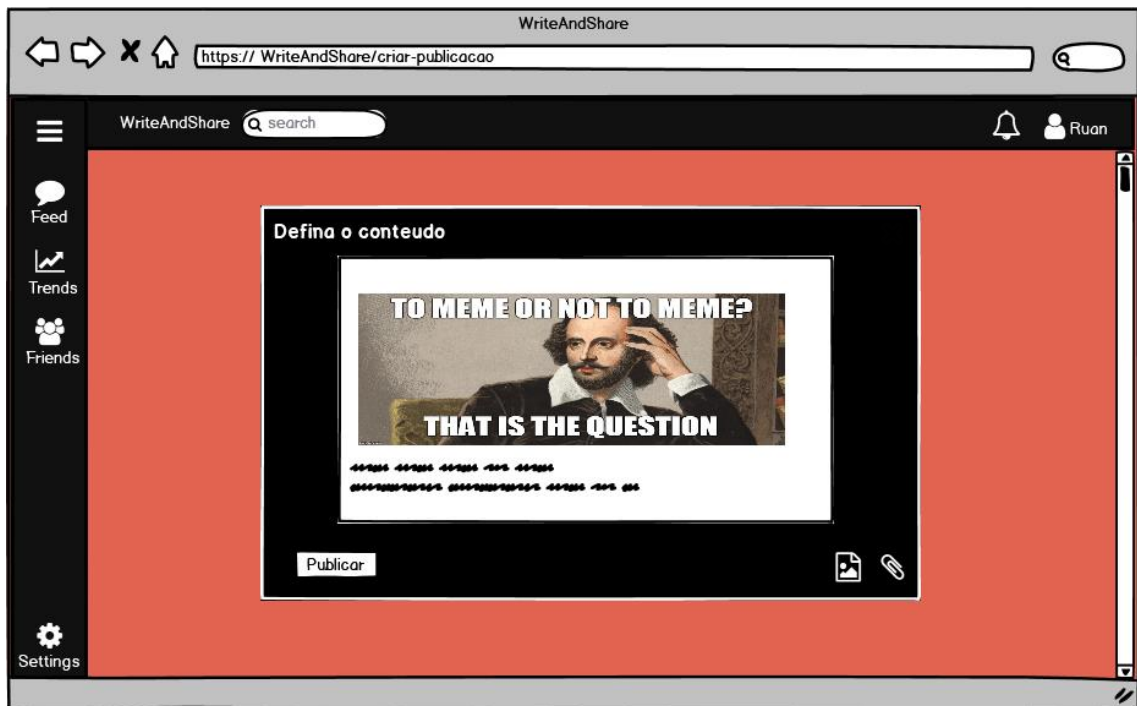 WriteAndShare
https:// WriteAndShare/criar-publicacao
WriteAndShare
search
Ruan
Feed
Trends
Friends
Settings
Defina o conteudo
TO MEME OR NOT TO MEME?
THAT IS THE QUESTION
Publicar